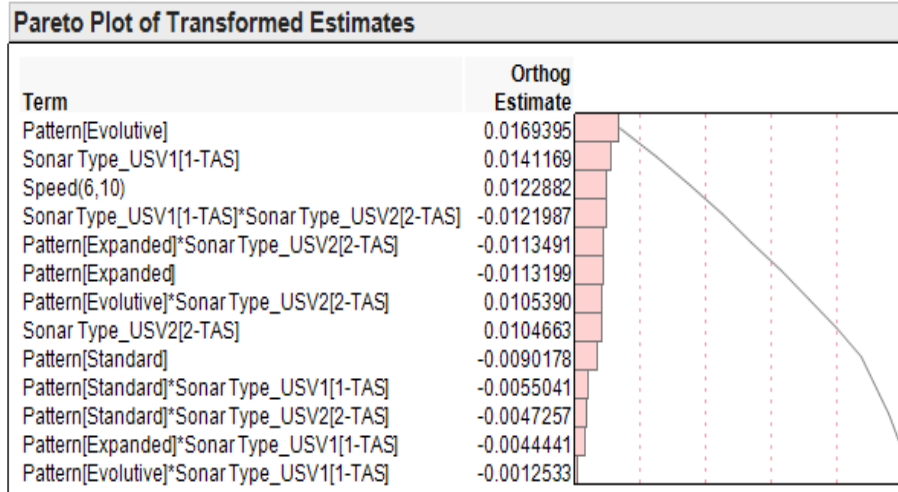 Pareto Plot of Transformed Estimates
Orthog
Term Estimate
Pattern[Evolutive] 0.0169395
Sonar Type_USV1[1-TAS] 0.0141169
Speed(6,10) 0.0122882
Sonar Type_USV1[1-TAS]*Sonar Type_USV2[2-TAS] -0.0121987
Pattern[Expanded]*Sonar Type_USV2[2-TAS] -0.0113491
Pattern[Expanded] -0.0113199
Pattern[Evolutive]*Sonar Type_USV2[2-TAS] 0.0105390
Sonar Type_USV2[2-TAS] 0.0104663
Pattern[Standard] -0.0090178
Pattern[Standard]*Sonar Type_USV1[1-TAS] -0.0055041
Pattern[Standard]*Sonar Type_USV2[2-TAS] -0.0047257
Pattern[Expanded]*Sonar Type_USV1[1-TAS] -0.0044441
Pattern[Evolutive]*Sonar Type_USV1[1-TAS] -0.0012533